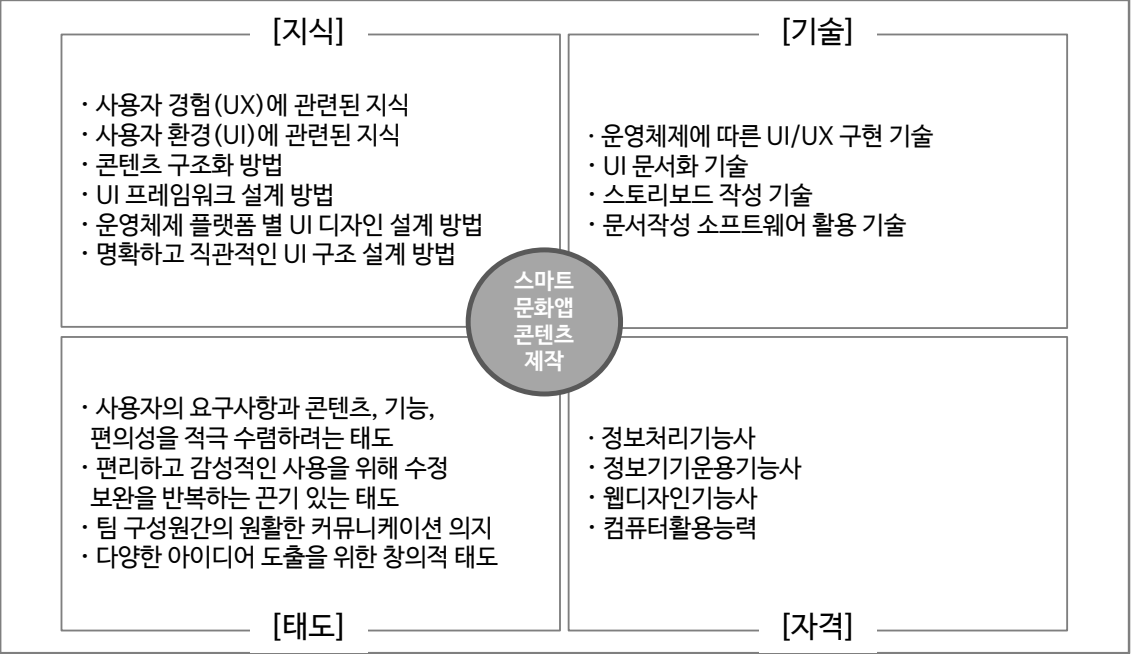 [지식]
· 사용자 경험(UX)에 관련된 지식
· 사용자 환경(UI)에 관련된 지식
· 콘텐츠 구조화 방법
· UI 프레임워크 설계 방법
· 운영체제 플랫폼 별 UI 디자인 설계 방법
· 명확하고 직관적인 UI 구조 설계 방법
[기술]
· 운영체제에 따른 UI/UX 구현 기술
· UI 문서화 기술
· 스토리보드 작성 기술
· 문서작성 소프트웨어 활용 기술
스마트
문화앱
콘텐츠
제작
· 사용자의 요구사항과 콘텐츠, 기능,
편의성을 적극 수렴하려는 태도
· 편리하고 감성적인 사용을 위해 수정
보완을 반복하는 끈기 있는 태도
· 팀 구성원간의 원활한 커뮤니케이션 의지
· 다양한 아이디어 도출을 위한 창의적 태도
[태도]
· 정보처리기능사
· 정보기기운용기능사
· 웹디자인기능사
· 컴퓨터활용능력
[자격]